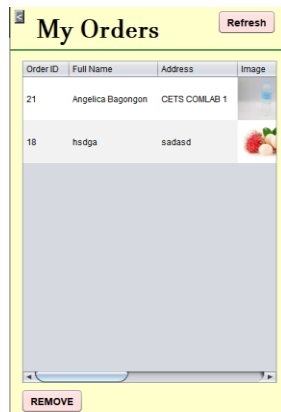 <
My Orders
Refresh
Order ID Full Name Address Image
21 Angelica Bagongon CETS COMLAB 1
18 hsdga sadasd
REMOVE